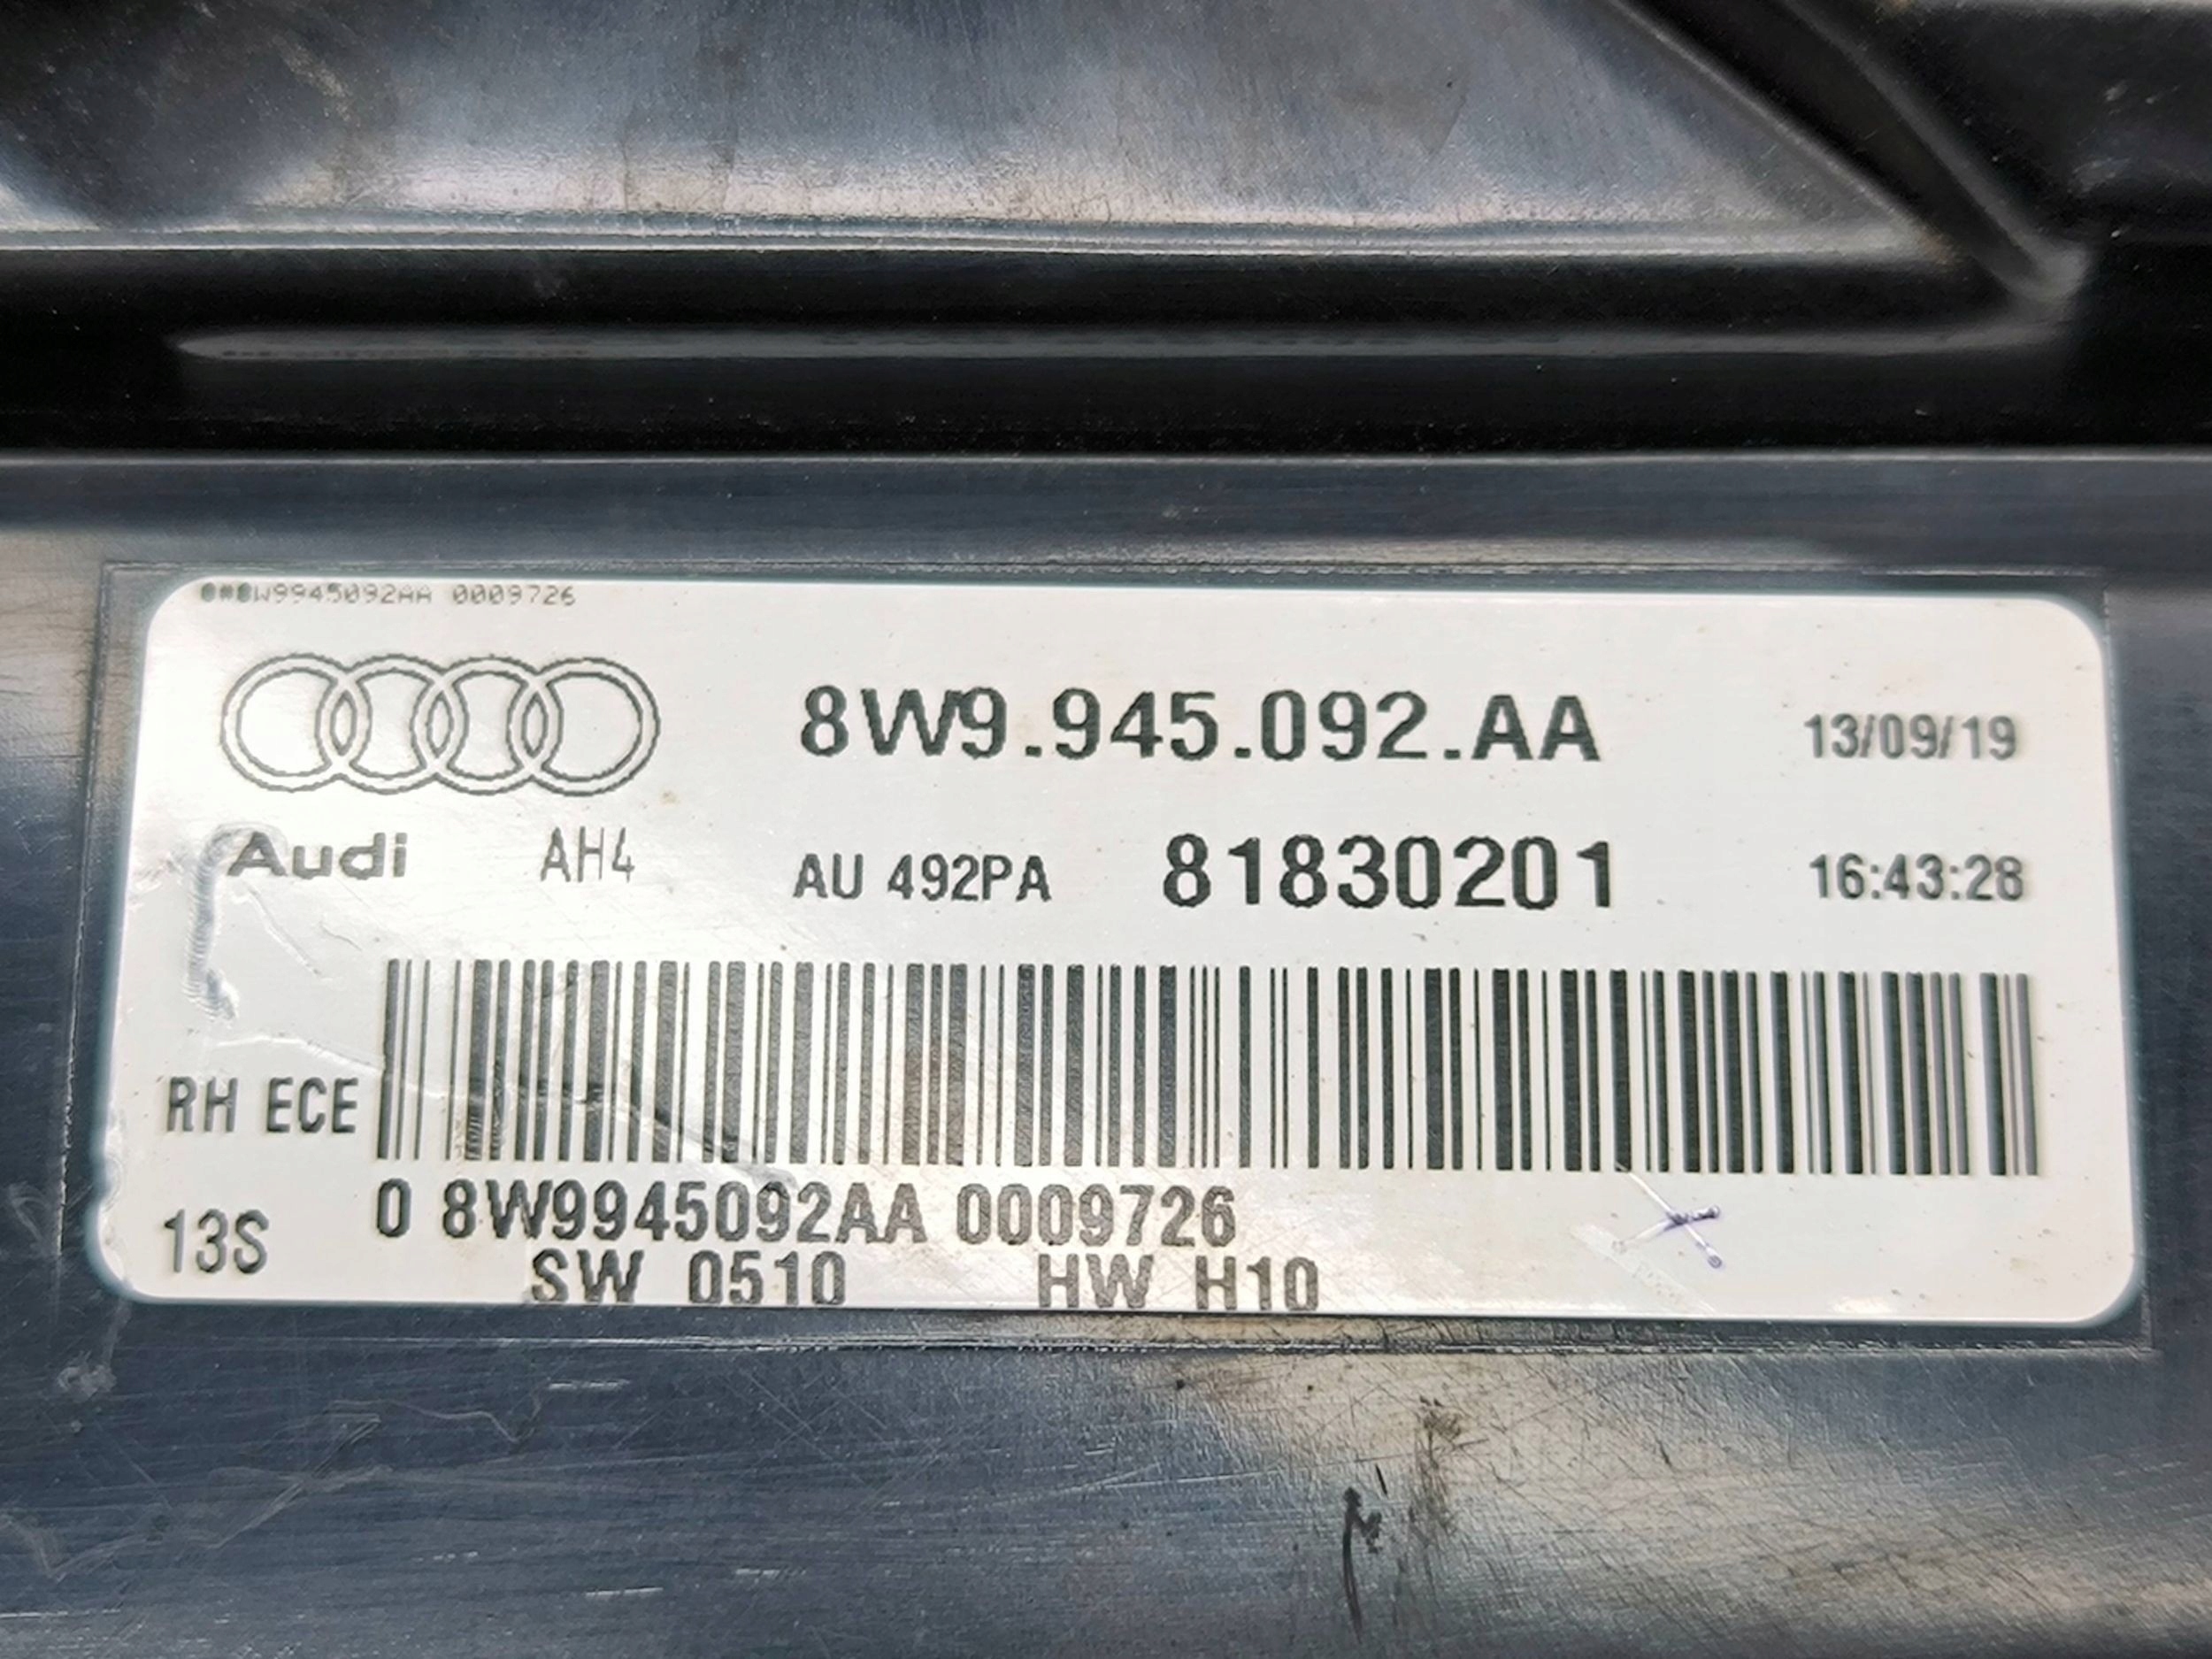 0#8W9945092AA 0009726
8W9.945.092.AA 13/09/19
Audi AH4 AU 492PA 81830201 16:43:28
RH ECE
13S 0 8W9945092AA 0009726
SW 0510 HW H10